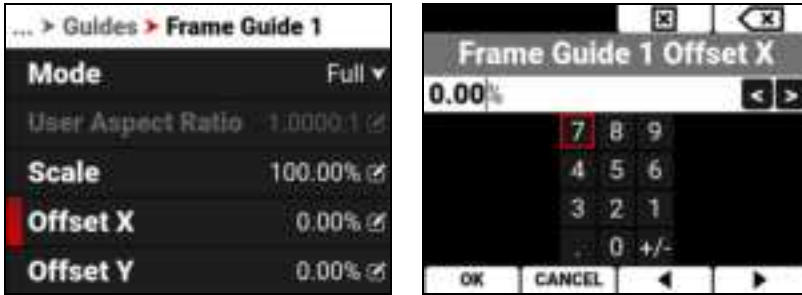 ... > Guides > Frame Guide 1
Mode Full
User Aspect Ratio 1.0000:1
Scale 100.00%
Offset X 0.00%
Offset Y 0.00%
Frame Guide 1 Offset X
0.00%
< >
7 8 9
4 5 6
3 2 1
. 0 +/-
OK CANCEL